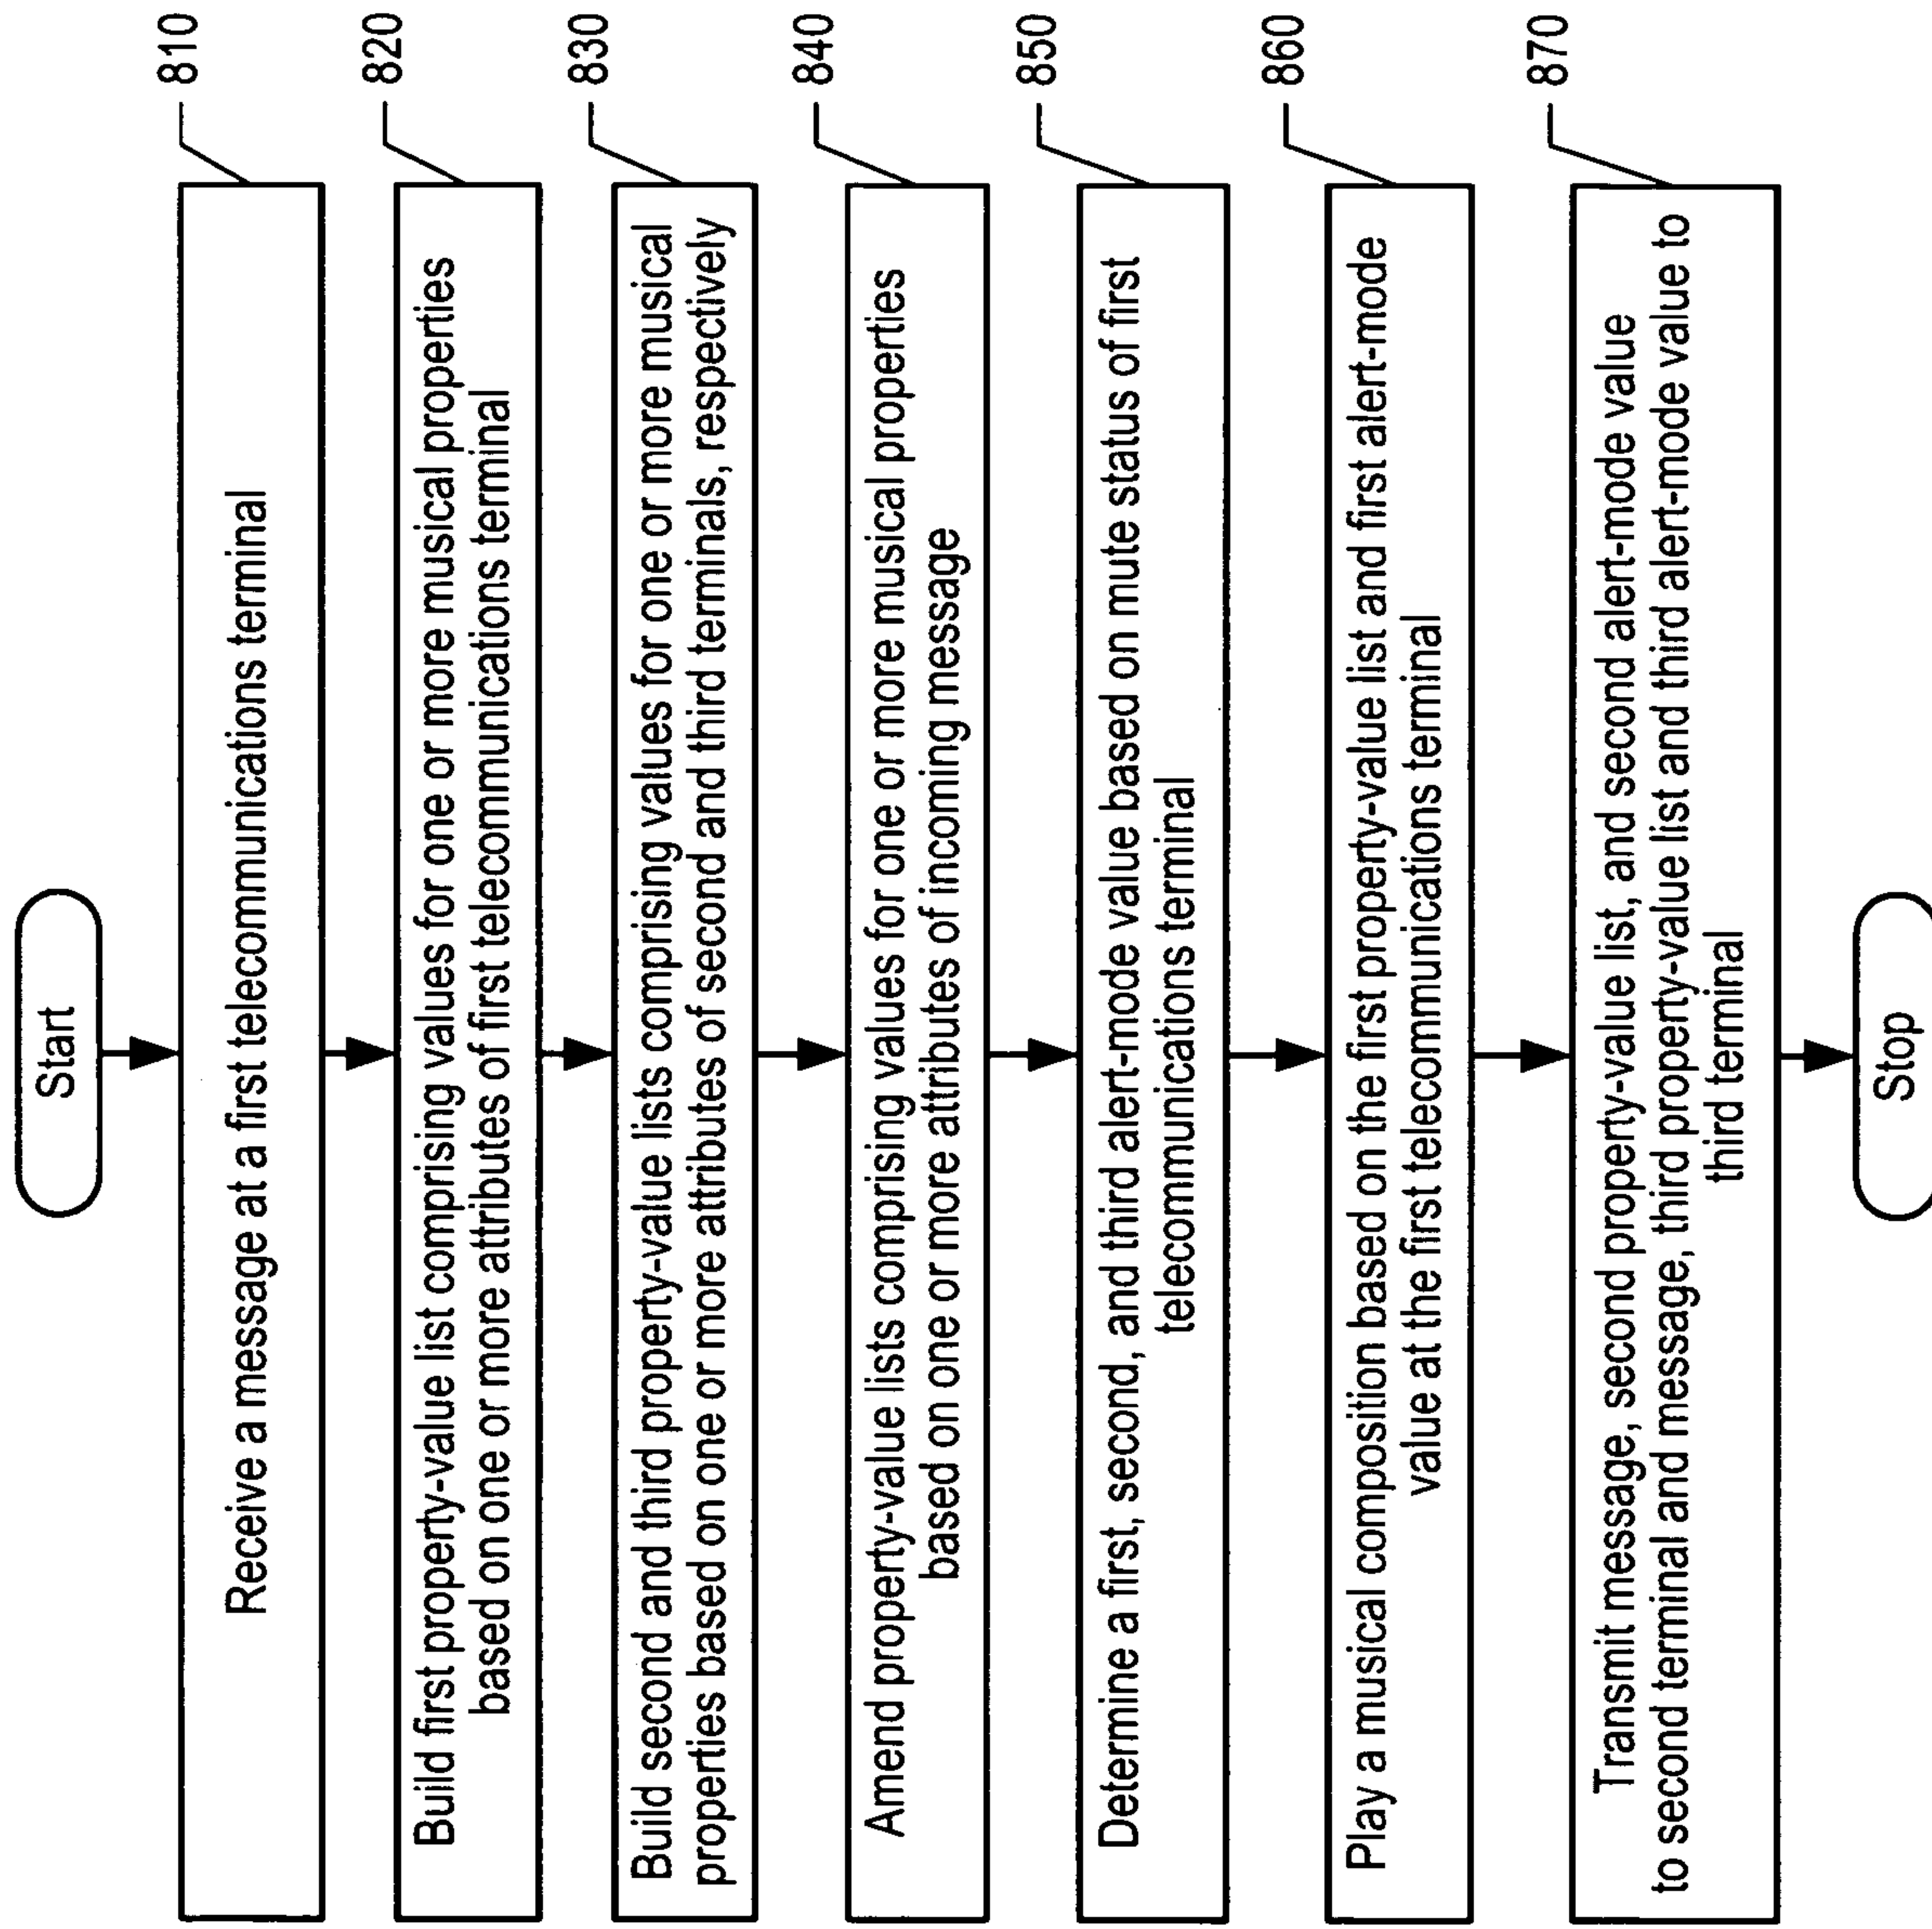 Start
Receive a message at a first telecommunications terminal
810
Build first property-value list comprising values for one or more musical properties
based on one or more attributes of first telecommunications terminal
820
Build second and third property-value lists comprising values for one or more musical
properties based on one or more attributes of second and third terminals, respectively
830
Amend property-value lists comprising values for one or more musical properties
based on one or more attributes of incoming message
840
Determine a first, second, and third alert-mode value based on mute status of first
telecommunications terminal
850
Play a musical composition based on the first property-value list and first alert-mode
value at the first telecommunications terminal
860
Transmit message, second property-value list, and second alert-mode value
to second terminal and message, third property-value list and third alert-mode value to
third terminal
870
Stop